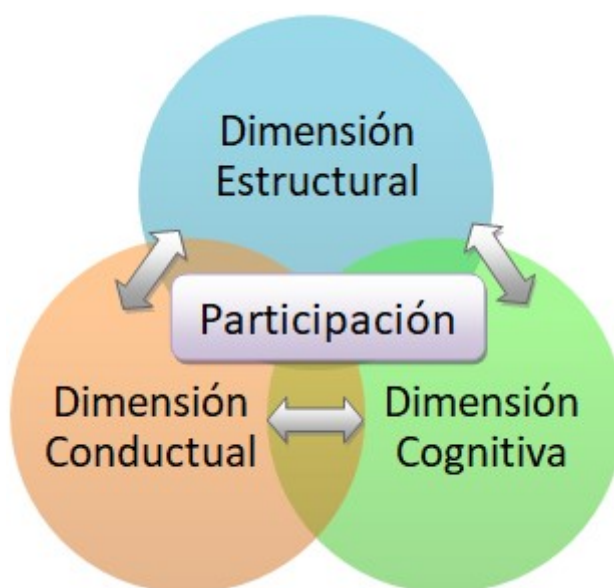 Dimensión
Estructural
Participación
Dimensión
Conductual
Dimensión
Cognitiva